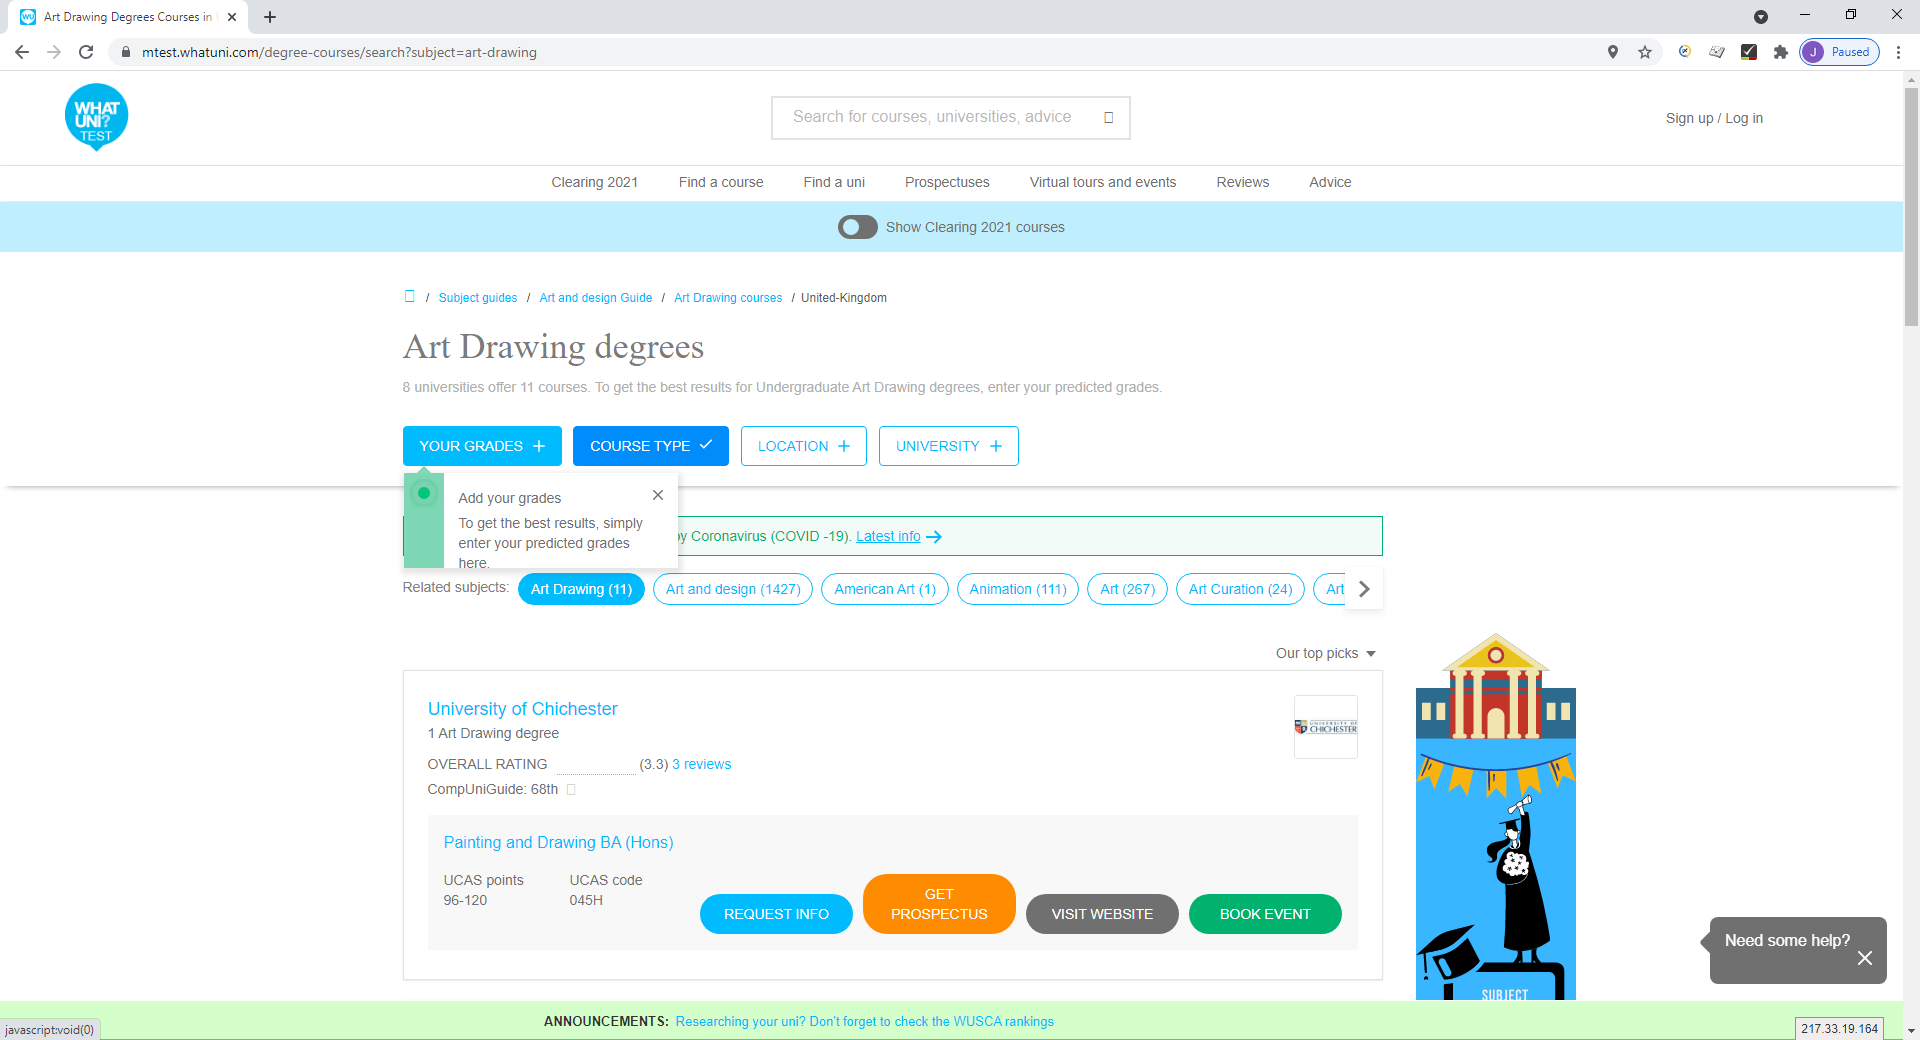 Art Drawing Degrees Courses in
mtest.whatuni.com/degree-courses/search?subject=art-drawing
J Paused
WHAT
UNI?
TEST
Search for courses, universities, advice
Sign up / Log in
Clearing 2021 Find a course Find a uni Prospectuses Virtual tours and events Reviews Advice
Show Clearing 2021 courses
/ Subject guides / Art and design Guide / Art Drawing courses / United-Kingdom
Art Drawing degrees
8 universities offer 11 courses. To get the best results for Undergraduate Art Drawing degrees, enter your predicted grades.
YOUR GRADES COURSE TYPE LOCATION UNIVERSITY
Add your grades
To get the best results, simply
enter your predicted grades
here.
by Coronavirus (COVID -19). Latest info
Related subjects: Art Drawing (11) Art and design (1427) American Art (1) Animation (111) Art (267) Art Curation (24) Art
Our top picks
University of Chichester
1 Art Drawing degree
UNIVERSITY OF
CHICHESTER
OVERALL RATING (3.3) 3 reviews
CompUniGuide: 68th
Painting and Drawing BA (Hons)
UCAS points UCAS code
96-120 045H
REQUEST INFO GET PROSPECTUS VISIT WEBSITE BOOK EVENT
SUBJECT
Need some help?
ANNOUNCEMENTS: Researching your uni? Don't forget to check the WUSCA rankings
javascript:void(0)
217.33.19.164